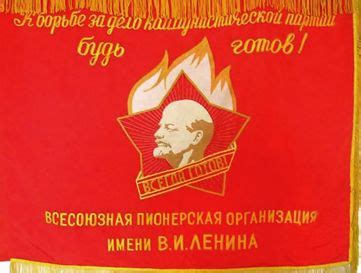 К борьбе за дело коммунистической партии
будь готов!
ВСЕГДА ГОТОВ!
ВСЕСОЮЗНАЯ ПИОНЕРСКАЯ ОРГАНИЗАЦИЯ
ИМЕНИ В.И.ЛЕНИНА